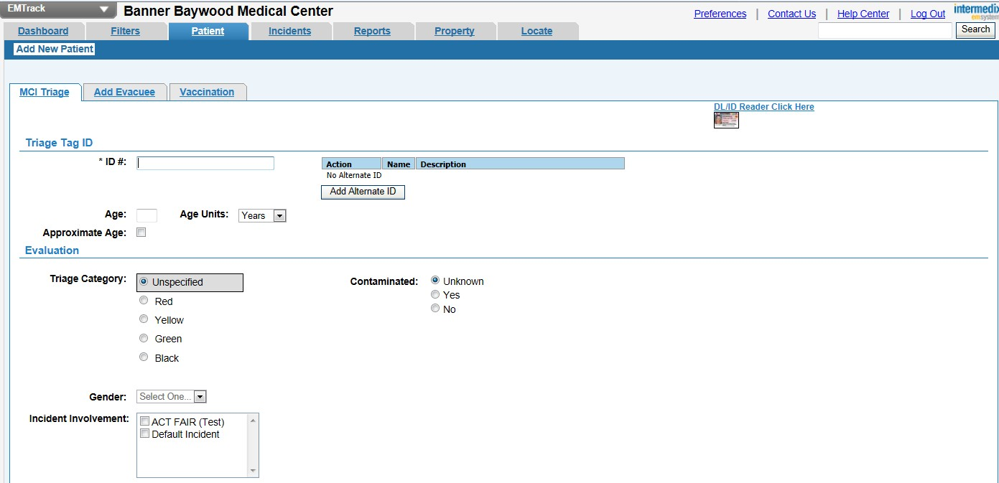 EMTrack
Banner Baywood Medical Center
Preferences | Contact Us | Help Center | Log Out
intermedix
emsystem
Dashboard Filters Patient Incidents Reports Property Locate
Search
Add New Patient
MCI Triage Add Evacuee Vaccination
DL/ID Reader Click Here
Triage Tag ID
* ID #:
Action Name Description
No Alternate ID
Add Alternate ID
Age: Age Units: Years
Approximate Age:
Evaluation
Triage Category: Unspecified
Contaminated: Unknown
Yes
No
Red
Yellow
Green
Black
Gender: Select One...
Incident Involvement: ACT FAIR (Test)
Default Incident